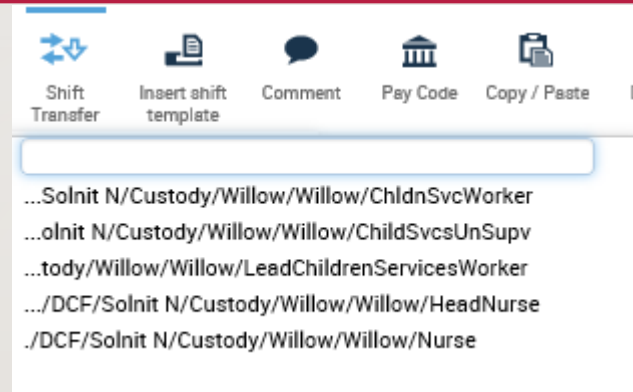 Shift Transfer
Insert shift template
Comment
Pay Code
Copy / Paste
...Solnit N/Custody/Willow/Willow/ChldnSvcWorker
...olnit N/Custody/Willow/Willow/ChildSvcsUnSupv
...tody/Willow/Willow/LeadChildrenServicesWorker
.../DCF/Solnit N/Custody/Willow/Willow/HeadNurse
./DCF/Solnit N/Custody/Willow/Willow/Nurse